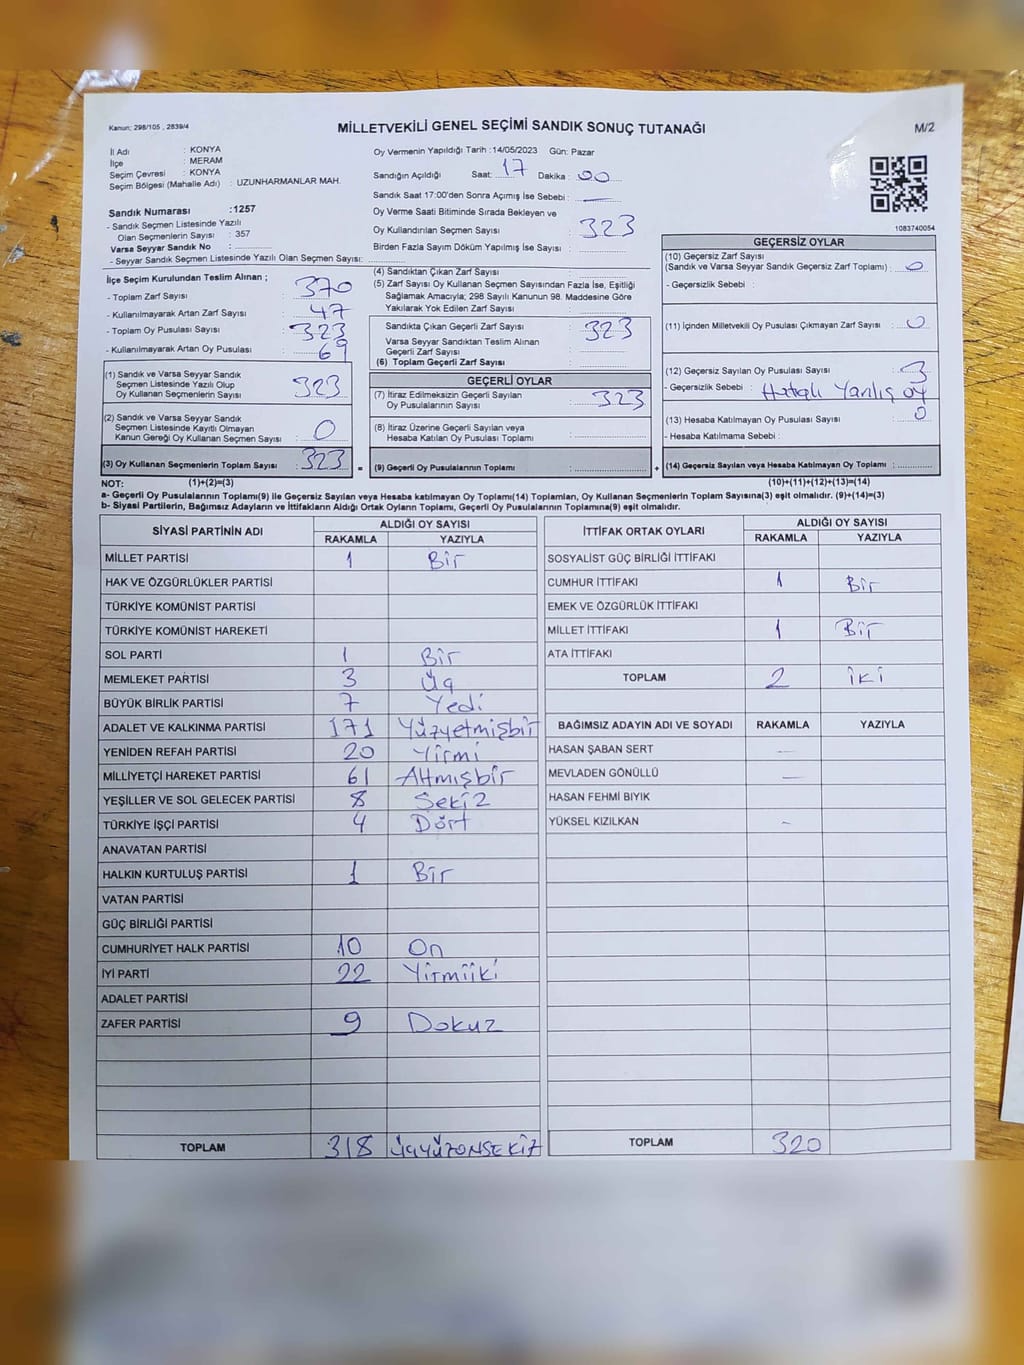 Kanun: 298/105 , 2839/4
MİLLETVEKİLİ GENEL SEÇİMİ SANDIK SONUÇ TUTANAĞI
M/2
İl Adı : KONYA
İlçe : MERAM
Seçim Çevresi : KONYA
Seçim Bölgesi (Mahalle Adı) : UZUNHARMANLAR MAH.
Sandık Numarası :1257
- Sandık Seçmen Listesinde Yazılı
Olan Seçmenlerin Sayısı : 357
Varsa Seyyar Sandık No :
- Seyyar Sandık Seçmen Listesinde Yazılı Olan Seçmen Sayısı:
Oy Vermenin Yapıldığı Tarih :14/05/2023 Gün: Pazar
Sandığın Açıldığı Saat: 17 Dakika : 00
Sandık Saat 17:00'den Sonra Açımış İse Sebebi :
Oy Verme Saati Bitiminde Sırada Bekleyen ve
Oy Kullandırılan Seçmen Sayısı : 323
Birden Fazla Sayım Döküm Yapılmış İse Sayısı :
1083740054
İlçe Seçim Kurulundan Teslim Alınan ;
- Toplam Zarf Sayısı : 370
- Kullanılmayarak Artan Zarf Sayısı : 47
- Toplam Oy Pusulası Sayısı : 323
- Kullanılmayarak Artan Oy Pusulası : 69
(1) Sandık ve Varsa Seyyar Sandık
Seçmen Listesinde Yazılı Olup
Oy Kullanan Seçmenlerin Sayısı : 323
(2) Sandık ve Varsa Seyyar Sandık
Seçmen Listesinde Kayıtlı Olmayan
Kanun Gereği Oy Kullanan Seçmen Sayısı : 0
(3) Oy Kullanan Seçmenlerin Toplam Sayısı : 323 =
(4) Sandıktan Çıkan Zarf Sayısı :
(5) Zarf Sayısı Oy Kullanan Seçmen Sayısından Fazla İse, Eşitliği
Sağlamak Amacıyla; 298 Sayılı Kanunun 98. Maddesine Göre
Yakılarak Yok Edilen Zarf Sayısı :
Sandıkta Çıkan Geçerli Zarf Sayısı : 323
Varsa Seyyar Sandıktan Teslim Alınan
Geçerli Zarf Sayısı :
(6) Toplam Geçerli Zarf Sayısı :
GEÇERLİ OYLAR
(7) İtiraz Edilmeksizin Geçerli Sayılan
Oy Pusulalarının Sayısı : 323
(8) İtiraz Üzerine Geçerli Sayılan veya
Hesaba Katılan Oy Pusulası Toplamı :
(9) Geçerli Oy Pusulalarının Toplamı : +
GEÇERSİZ OYLAR
(10) Geçersiz Zarf Sayısı
(Sandık ve Varsa Seyyar Sandık Geçersiz Zarf Toplamı) : 0
- Geçersizlik Sebebi :
(11) İçinden Milletvekili Oy Pusulası Çıkmayan Zarf Sayısı : 0
(12) Geçersiz Sayılan Oy Pusulası Sayısı : 3
- Geçersizlik Sebebi : Hatalı Yanlış oy
(13) Hesaba Katılmayan Oy Pusulası Sayısı : 0
- Hesaba Katılmama Sebebi :
(14) Geçersiz Sayılan veya Hesaba Katılmayan Oy Toplamı :
NOT: (1)+(2)=(3) (10)+(11)+(12)+(13)=(14)
a- Geçerli Oy Pusulalarının Toplamı(9) ile Geçersiz Sayılan veya Hesaba katılmayan Oy Toplamı(14) Toplamları, Oy Kullanan Seçmenlerin Toplam Sayısına(3) eşit olmalıdır. (9)+(14)=(3)
b- Siyasi Partilerin, Bağımsız Adayların ve İttifakların Aldığı Ortak Oyların Toplamı, Geçerli Oy Pusulalarının Toplamına(9) eşit olmalıdır.
SİYASİ PARTİNİN ADI ALDIĞI OY SAYISI
RAKAMLA YAZIYLA
MİLLET PARTİSİ 1 Bir
HAK VE ÖZGÜRLÜKLER PARTİSİ
TÜRKİYE KOMÜNİST PARTİSİ
TÜRKİYE KOMÜNİST HAREKETİ
SOL PARTİ 1 Bir
MEMLEKET PARTİSİ 3 Üç
BÜYÜK BİRLİK PARTİSİ 7 Yedi
ADALET VE KALKINMA PARTİSİ 171 Yüzyetmişbir
YENİDEN REFAH PARTİSİ 20 Yirmi
MİLLİYETÇİ HAREKET PARTİSİ 61 Altmışbir
YEŞİLLER VE SOL GELECEK PARTİSİ 8 Sekiz
TÜRKİYE İŞÇİ PARTİSİ 4 Dört
ANAVATAN PARTİSİ
HALKIN KURTULUŞ PARTİSİ 1 Bir
VATAN PARTİSİ
GÜÇ BİRLİĞİ PARTİSİ
CUMHURİYET HALK PARTİSİ 10 On
İYİ PARTİ 22 Yirmiiki
ADALET PARTİSİ
ZAFER PARTİSİ 9 Dokuz
TOPLAM 318 ÜÇYÜZONSEKİZ
İTTİFAK ORTAK OYLARI ALDIĞI OY SAYISI
RAKAMLA YAZIYLA
SOSYALİST GÜÇ BİRLİĞİ İTTİFAKI
CUMHUR İTTİFAKI 1 Bir
EMEK VE ÖZGÜRLÜK İTTİFAKI
MİLLET İTTİFAKI 1 Bir
ATA İTTİFAKI
TOPLAM 2 iki
BAĞIMSIZ ADAYIN ADI VE SOYADI RAKAMLA YAZIYLA
HASAN ŞABAN SERT —
MEVLADEN GÖNÜLLÜ —
HASAN FEHMİ BIYIK
YÜKSEL KIZILKAN -
TOPLAM 320